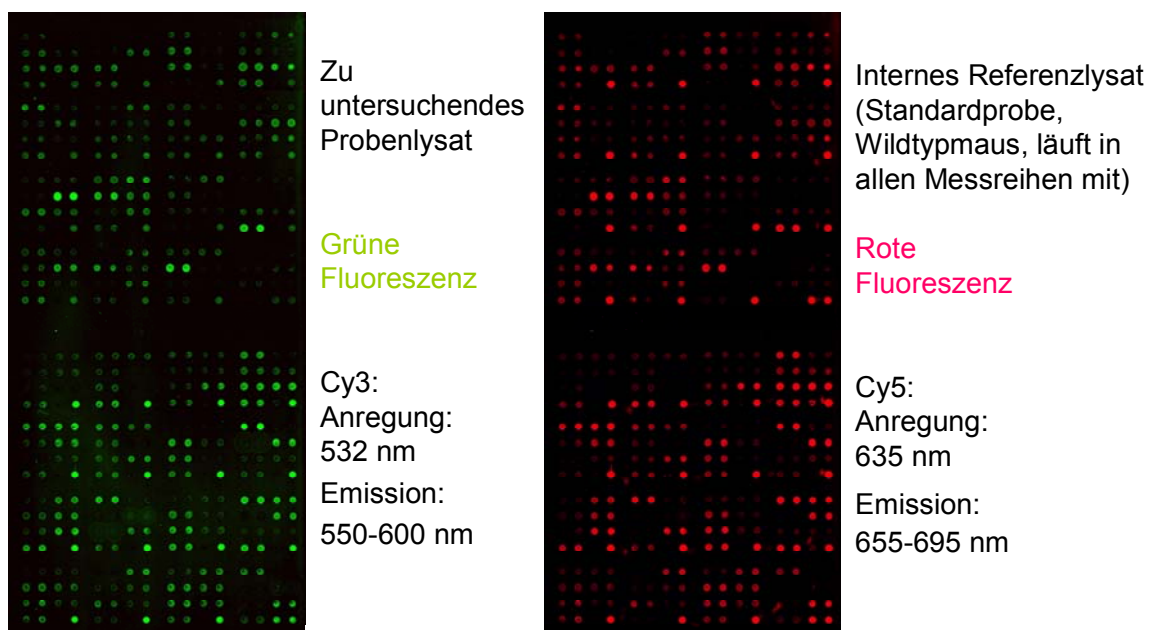 Zu
untersuchendes
Probenlysat
Grüne
Fluoreszenz
Cy3:
Anregung:
532 nm
Emission:
550-600 nm
Internes Referenzlysat
(Standardprobe,
Wildtypmaus, läuft in
allen Messreihen mit)
Rote
Fluoreszenz
Cy5:
Anregung:
635 nm
Emission:
655-695 nm